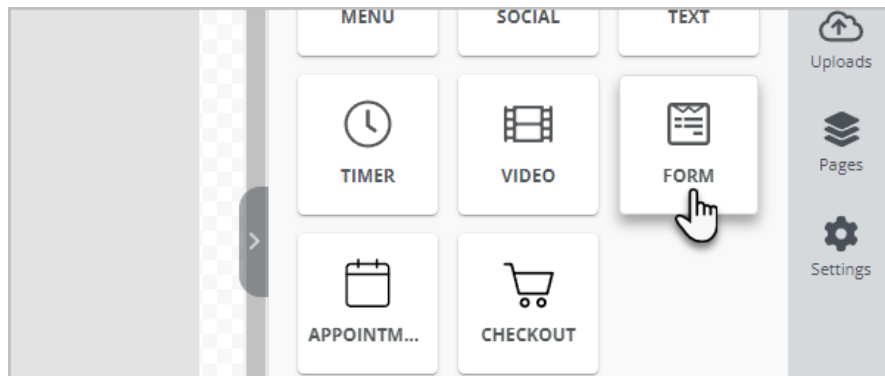 MENU
SOCIAL
TEXT
Uploads
TIMER
VIDEO
FORM
Pages
Settings
APPOINTM...
CHECKOUT